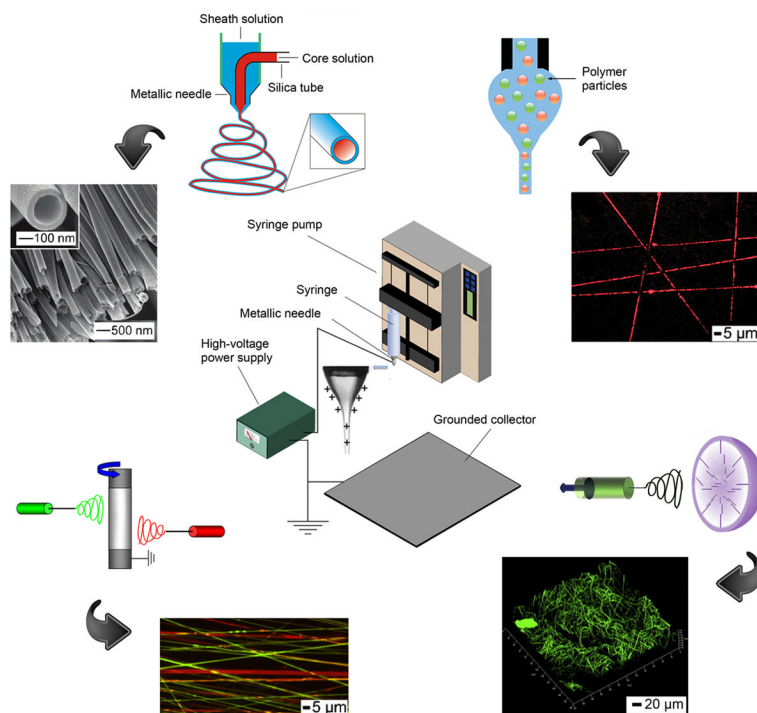 Sheath solution
Core solution
Silica tube
Metallic needle
Polymer
particles
100 nm
500 nm
5 µm
Syringe pump
Syringe
Metallic needle
High-voltage
power supply
Grounded collector
5 µm
20 µm